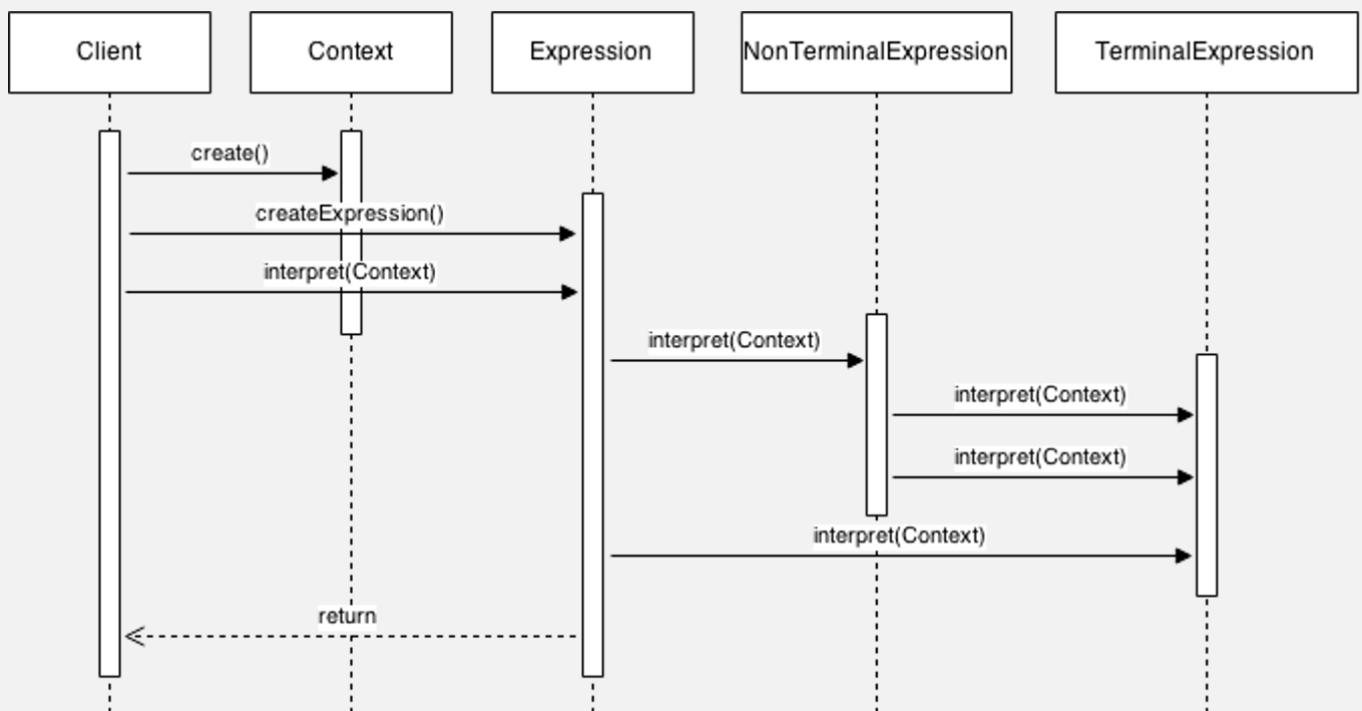 Client
Context
Expression
NonTerminalExpression
TerminalExpression
create()
createExpression()
interpret(Context)
interpret(Context)
interpret(Context)
interpret(Context)
interpret(Context)
return